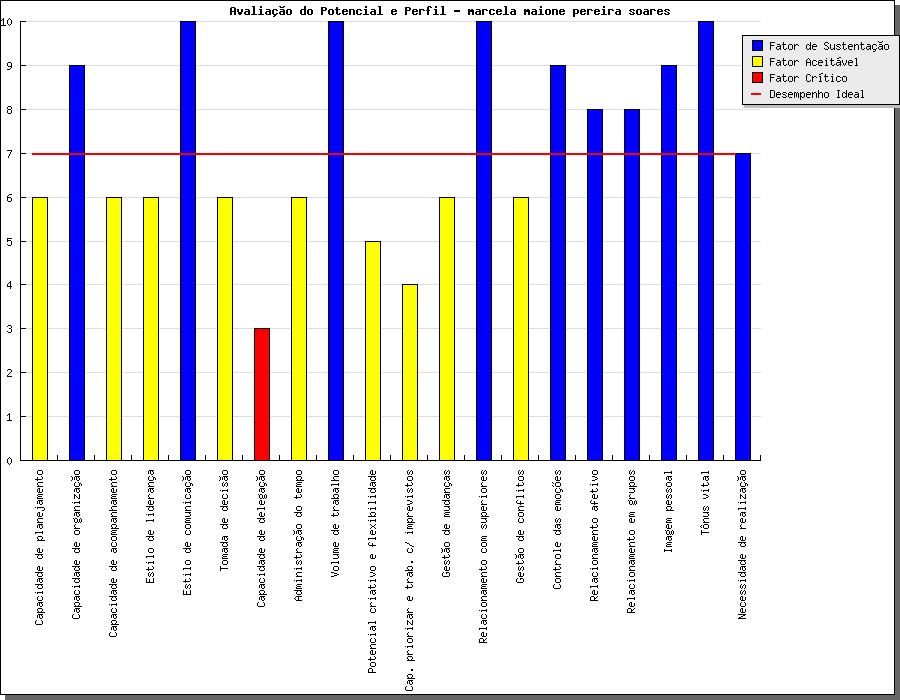 Avaliação do Potencial e Perfil - marcela maione pereira soares
Fator de Sustentação
Fator Aceitável
Fator Crítico
Desempenho Ideal
10
9
8
7
6
5
4
3
2
1
0
Capacidade de planejamento
Capacidade de organização
Capacidade de acompanhamento
Estilo de liderança
Estilo de comunicação
Tomada de decisão
Capacidade de delegação
Administração do tempo
Volume de trabalho
Potencial criativo e flexibilidade
Cap. priorizar e trab. c/ imprevistos
Gestão de mudanças
Relacionamento com superiores
Gestão de conflitos
Controle das emoções
Relacionamento afetivo
Relacionamento em grupos
Imagem pessoal
Tônus vital
Necessidade de realização